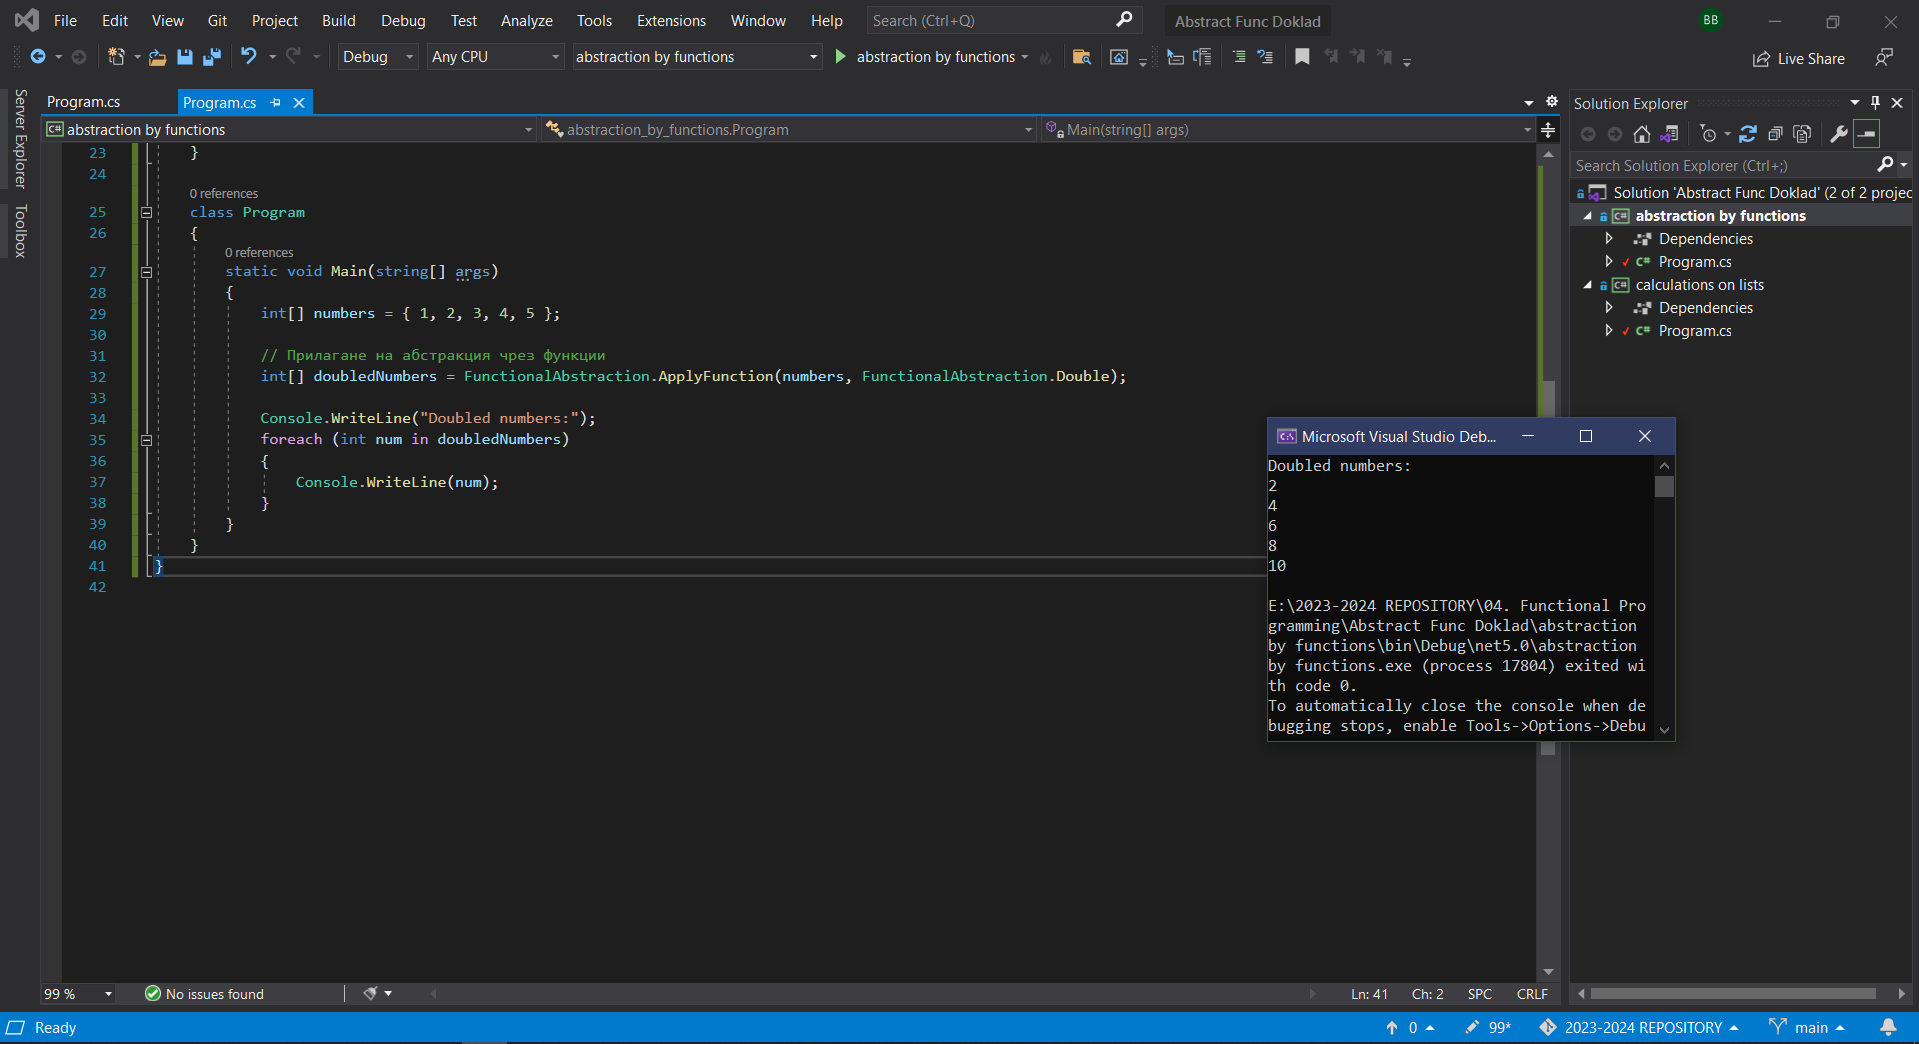 File Edit View Git Project Build Debug Test Analyze Tools Extensions Window Help Search (Ctrl+Q) Abstract Func Doklad BB
Debug Any CPU abstraction by functions abstraction by functions Live Share
Server Explorer
Toolbox
Program.cs Program.cs
abstraction by functions abstraction_by_functions.Program Main(string[] args)
23 }
24
0 references
25 class Program
26 {
0 references
27 static void Main(string[] args)
28 {
29 int[] numbers = { 1, 2, 3, 4, 5 };
30
31 // Прилагане на абстракция чрез функции
32 int[] doubledNumbers = FunctionalAbstraction.ApplyFunction(numbers, FunctionalAbstraction.Double);
33
34 Console.WriteLine("Doubled numbers:");
35 foreach (int num in doubledNumbers)
36 {
37 Console.WriteLine(num);
38 }
39 }
40 }
41 }
42
Microsoft Visual Studio Deb...
Doubled numbers:
2
4
6
8
10
E:\2023-2024 REPOSITORY\04. Functional Pro
gramming\Abstract Func Doklad\abstraction
by functions\bin\Debug\net5.0\abstraction
by functions.exe (process 17804) exited wi
th code 0.
To automatically close the console when de
bugging stops, enable Tools->Options->Debu
Solution Explorer
Search Solution Explorer (Ctrl+;)
Solution 'Abstract Func Doklad' (2 of 2 projec
C# abstraction by functions
Dependencies
C# Program.cs
C# calculations on lists
Dependencies
C# Program.cs
99 % No issues found Ln: 41 Ch: 2 SPC CRLF
Ready 0 99* 2023-2024 REPOSITORY main